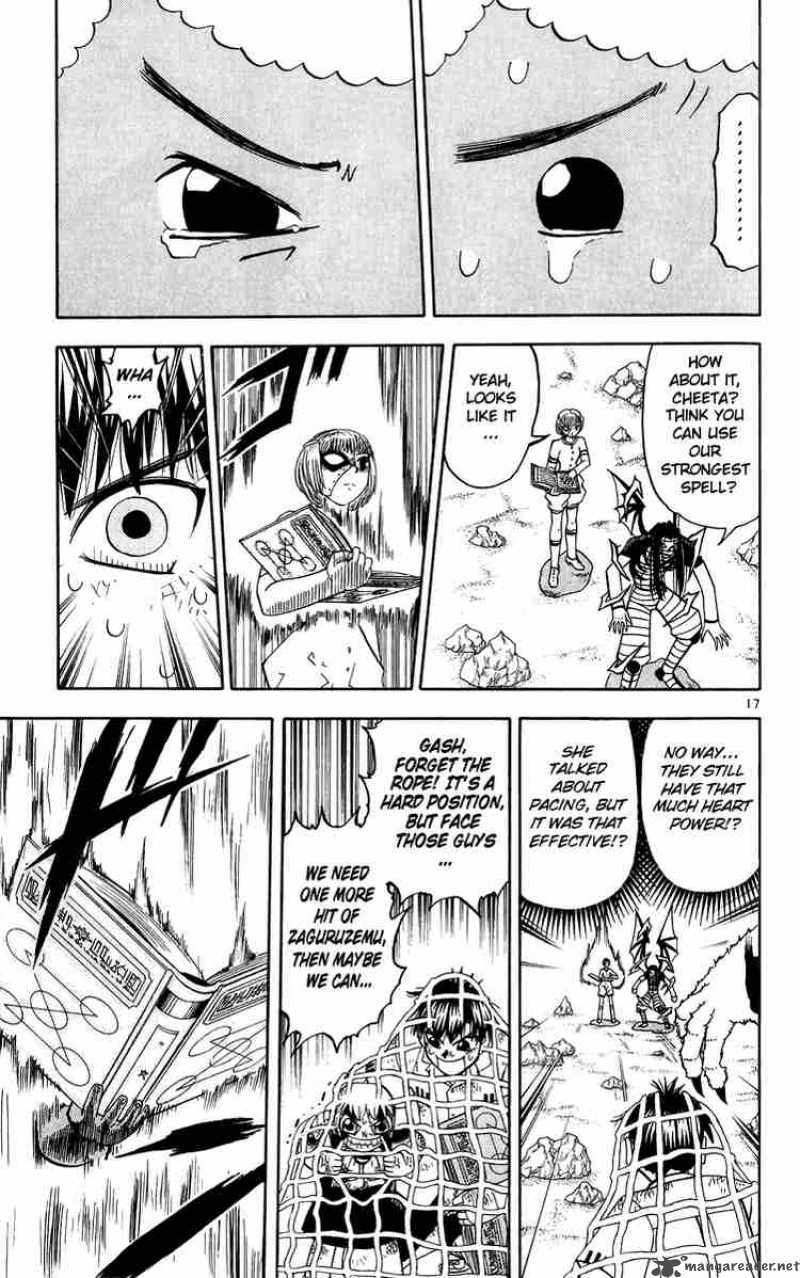 .........
HOW
ABOUT IT,
CHEETA?
THINK YOU
CAN USE
OUR
STRONGEST
SPELL?
YEAH,
LOOKS
LIKE IT
...
WHA
...
17
NO WAY...
THEY STILL
HAVE THAT
MUCH HEART
POWER!?
SHE
TALKED
ABOUT
PACING, BUT
IT WAS THAT
EFFECTIVE!?
GASH,
FORGET THE
ROPE! IT'S A
HARD POSITION,
BUT FACE
THOSE GUYS
...
WE NEED
ONE MORE
HIT OF
ZAGURUZEMU,
THEN MAYBE
WE CAN...
mangareader.net